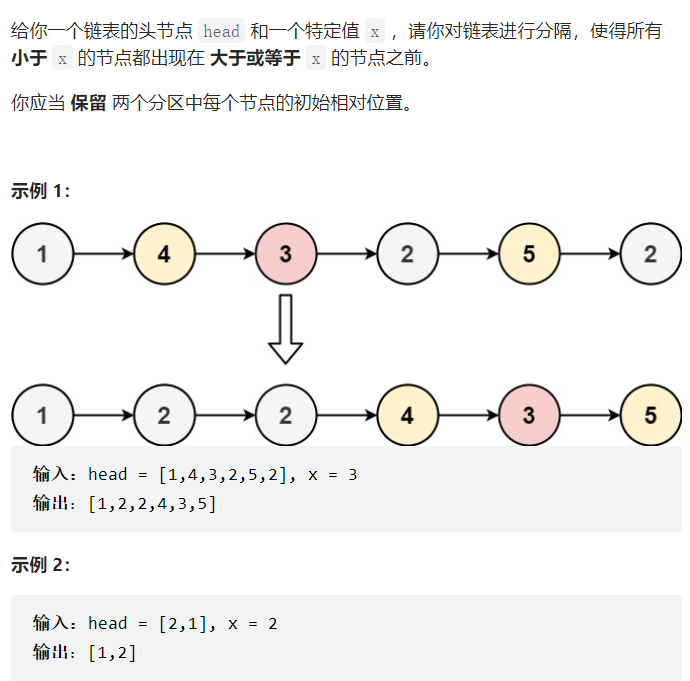 给你一个链表的头节点 head 和一个特定值 x ，请你对链表进行分隔，使得所有
小于 x 的节点都出现在 大于或等于 x 的节点之前。
你应当 保留 两个分区中每个节点的初始相对位置。
示例 1：
1 4 3 2 5 2
1 2 2 4 3 5
输入：head = [1,4,3,2,5,2], x = 3
输出：[1,2,2,4,3,5]
示例 2：
输入：head = [2,1], x = 2
输出：[1,2]